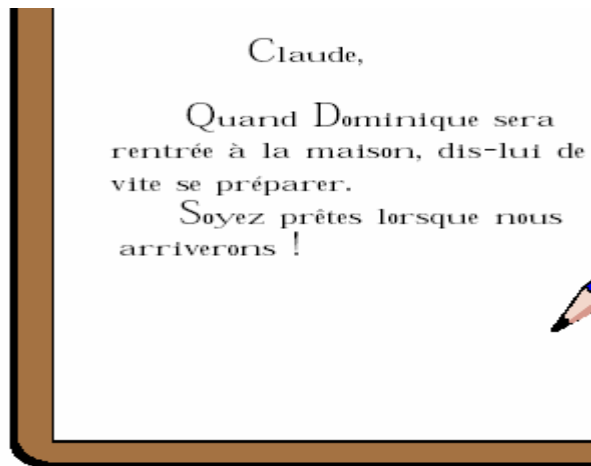 Claude,
Quand Dominique sera
rentrée à la maison, dis-lui de
vite se préparer.
Soyez prêtes lorsque nous
arriverons !